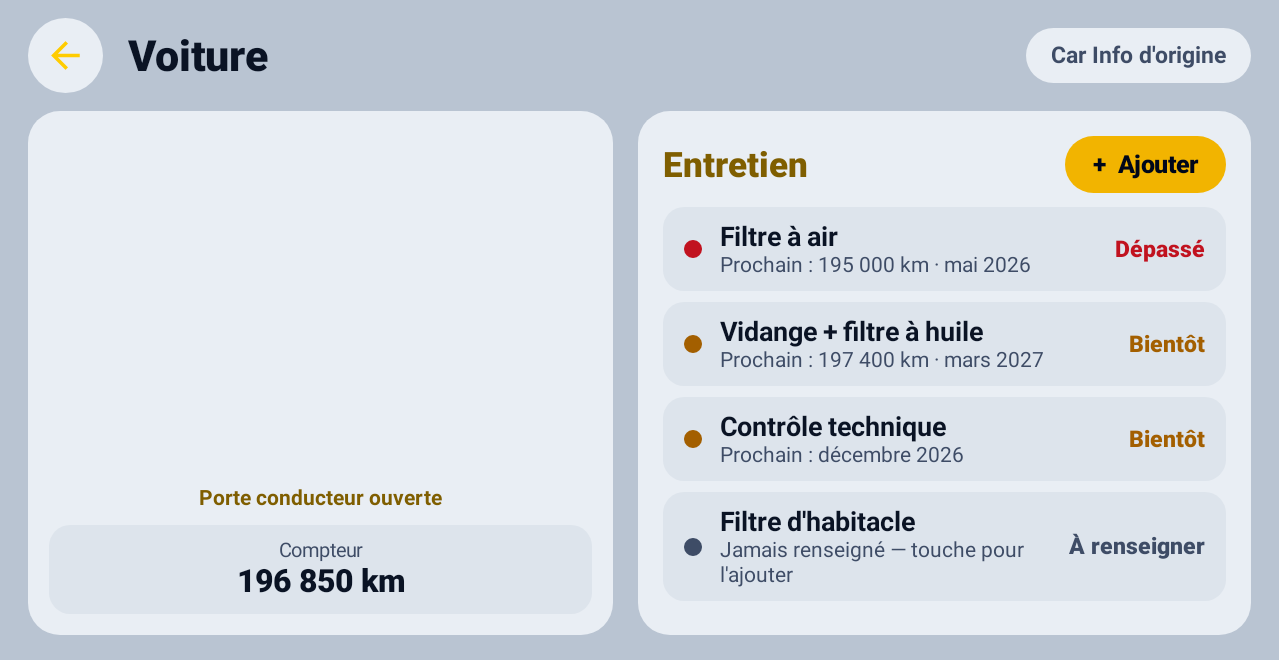 Voiture
Car Info d'origine
Porte conducteur ouverte
Compteur
196 850 km
Entretien
+ Ajouter
Filtre à air
Prochain : 195 000 km · mai 2026
Dépassé
Vidange + filtre à huile
Prochain : 197 400 km · mars 2027
Bientôt
Contrôle technique
Prochain : décembre 2026
Bientôt
Filtre d'habitacle
Jamais renseigné — touche pour
l'ajouter
À renseigner